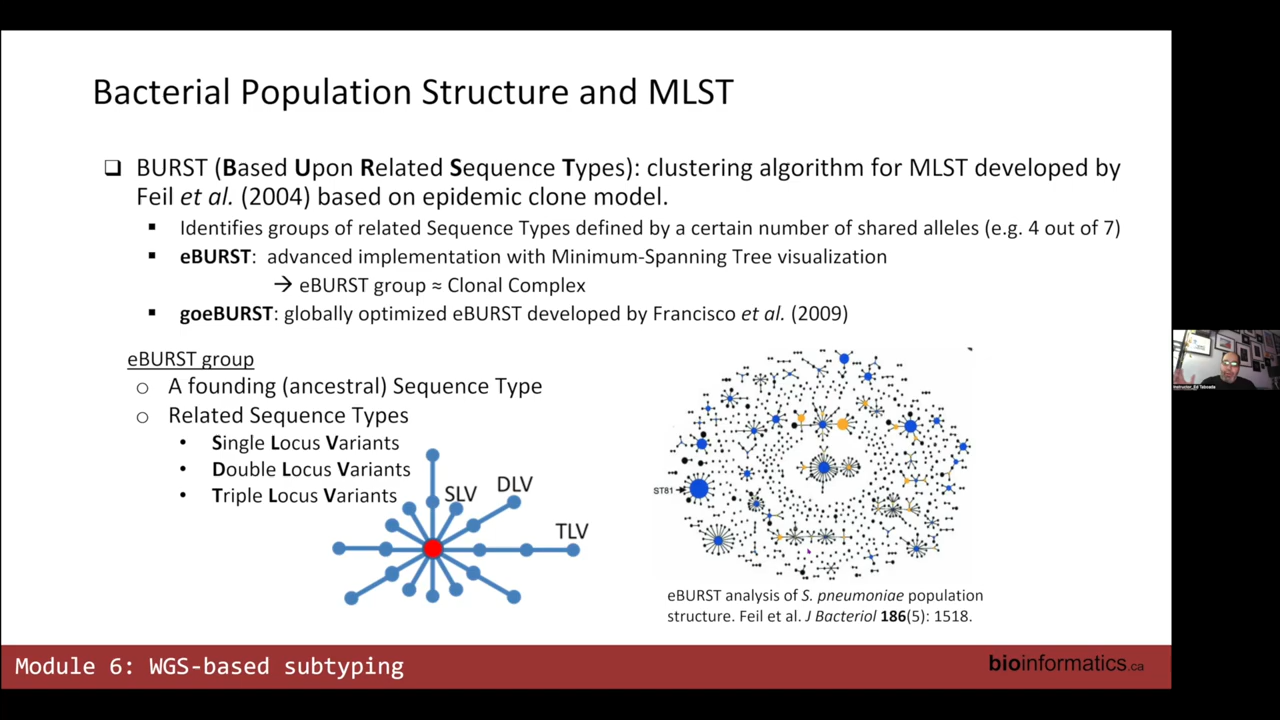 Bacterial Population Structure and MLST
❑ BURST (Based Upon Related Sequence Types): clustering algorithm for MLST developed by
Feil et al. (2004) based on epidemic clone model.
▪ Identifies groups of related Sequence Types defined by a certain number of shared alleles (e.g. 4 out of 7)
▪ eBURST: advanced implementation with Minimum-Spanning Tree visualization
→ eBURST group ≈ Clonal Complex
▪ goeBURST: globally optimized eBURST developed by Francisco et al. (2009)
eBURST group
o A founding (ancestral) Sequence Type
o Related Sequence Types
• Single Locus Variants
• Double Locus Variants
• Triple Locus Variants
SLV
DLV
TLV
ST81
eBURST analysis of S. pneumoniae population
structure. Feil et al. J Bacteriol 186(5): 1518.
Instructor_Ed Taboada
Module 6: WGS-based subtyping
bioinformatics.ca